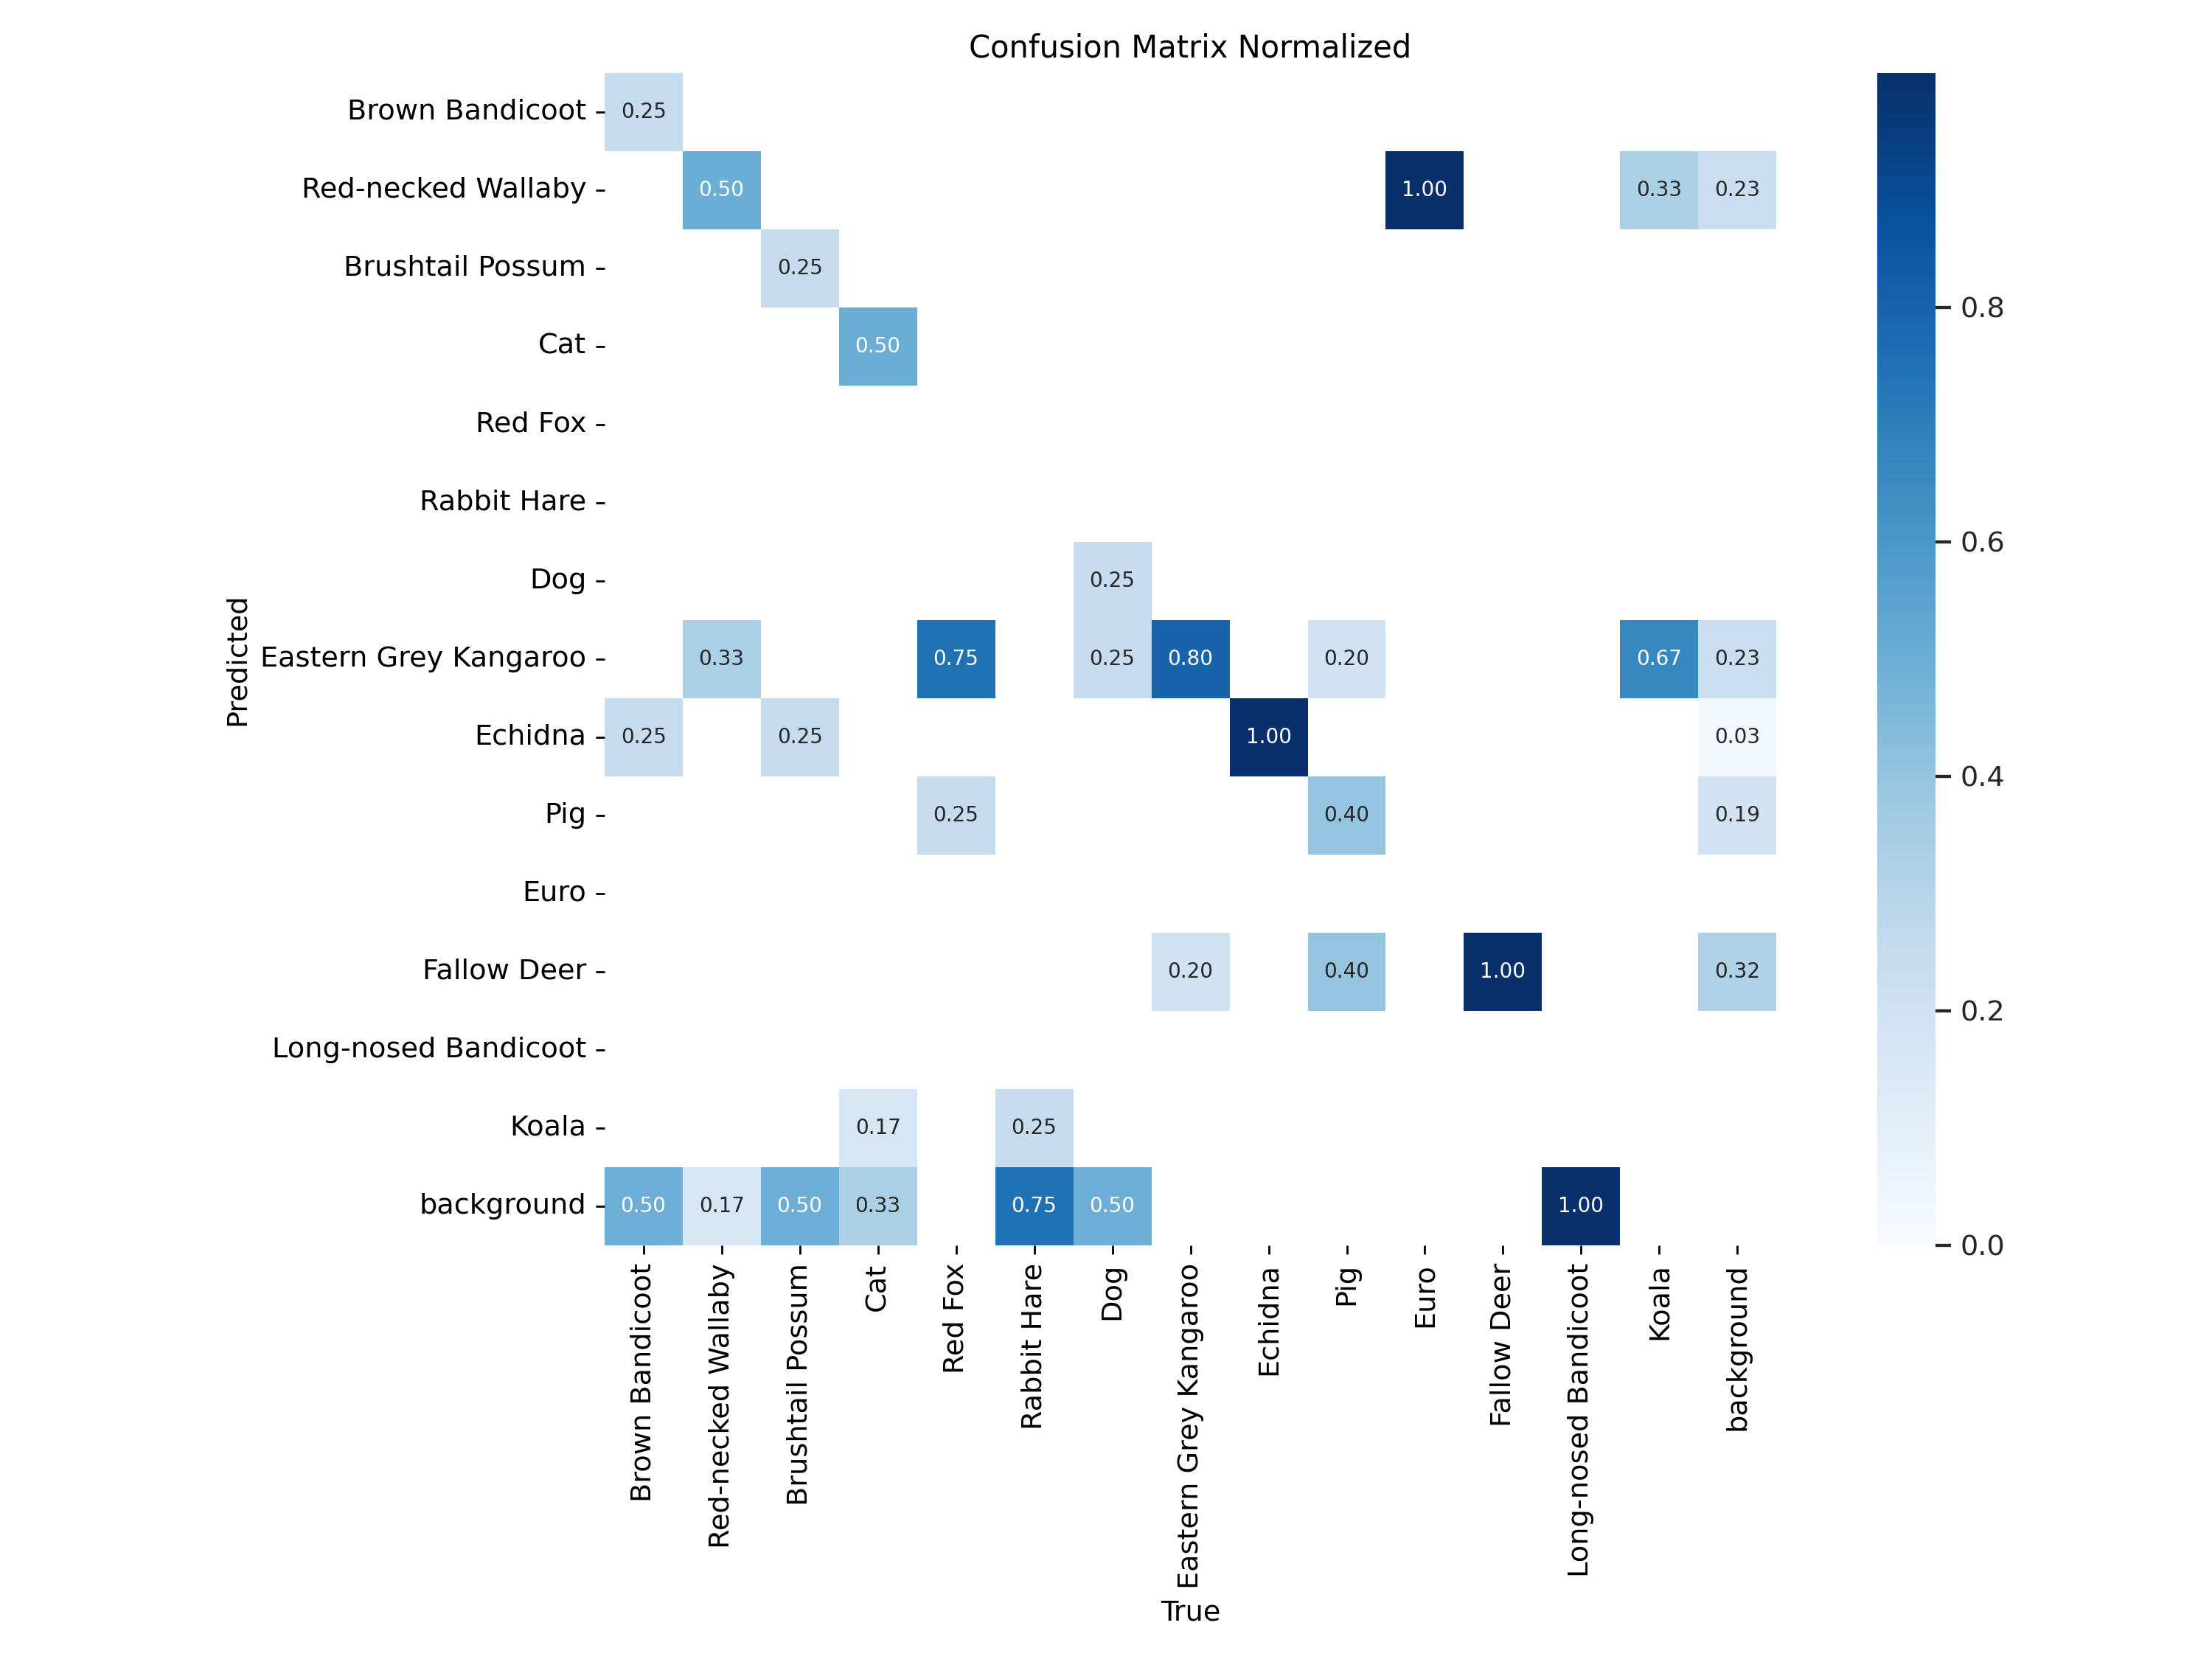 Confusion Matrix Normalized
Brown Bandicoot
0.25
Red-necked Wallaby
0.50 1.00 0.33 0.23
Brushtail Possum
0.25
Cat
0.50
0.8
Red Fox
Rabbit Hare
0.6
Dog
0.25
Predicted
Eastern Grey Kangaroo
0.33 0.75 0.25 0.80 0.20 0.67 0.23
Echidna
0.25 0.25 1.00 0.03
0.4
Pig
0.25 0.40 0.19
Euro
Fallow Deer
0.20 0.40 1.00 0.32
0.2
Long-nosed Bandicoot
Koala
0.17 0.25
background
0.50 0.17 0.50 0.33 0.75 0.50 1.00
0.0
Brown Bandicoot
Red-necked Wallaby
Brushtail Possum
Cat
Red Fox
Rabbit Hare
Dog
Eastern Grey Kangaroo
Echidna
Pig
Euro
Fallow Deer
Long-nosed Bandicoot
Koala
background
True